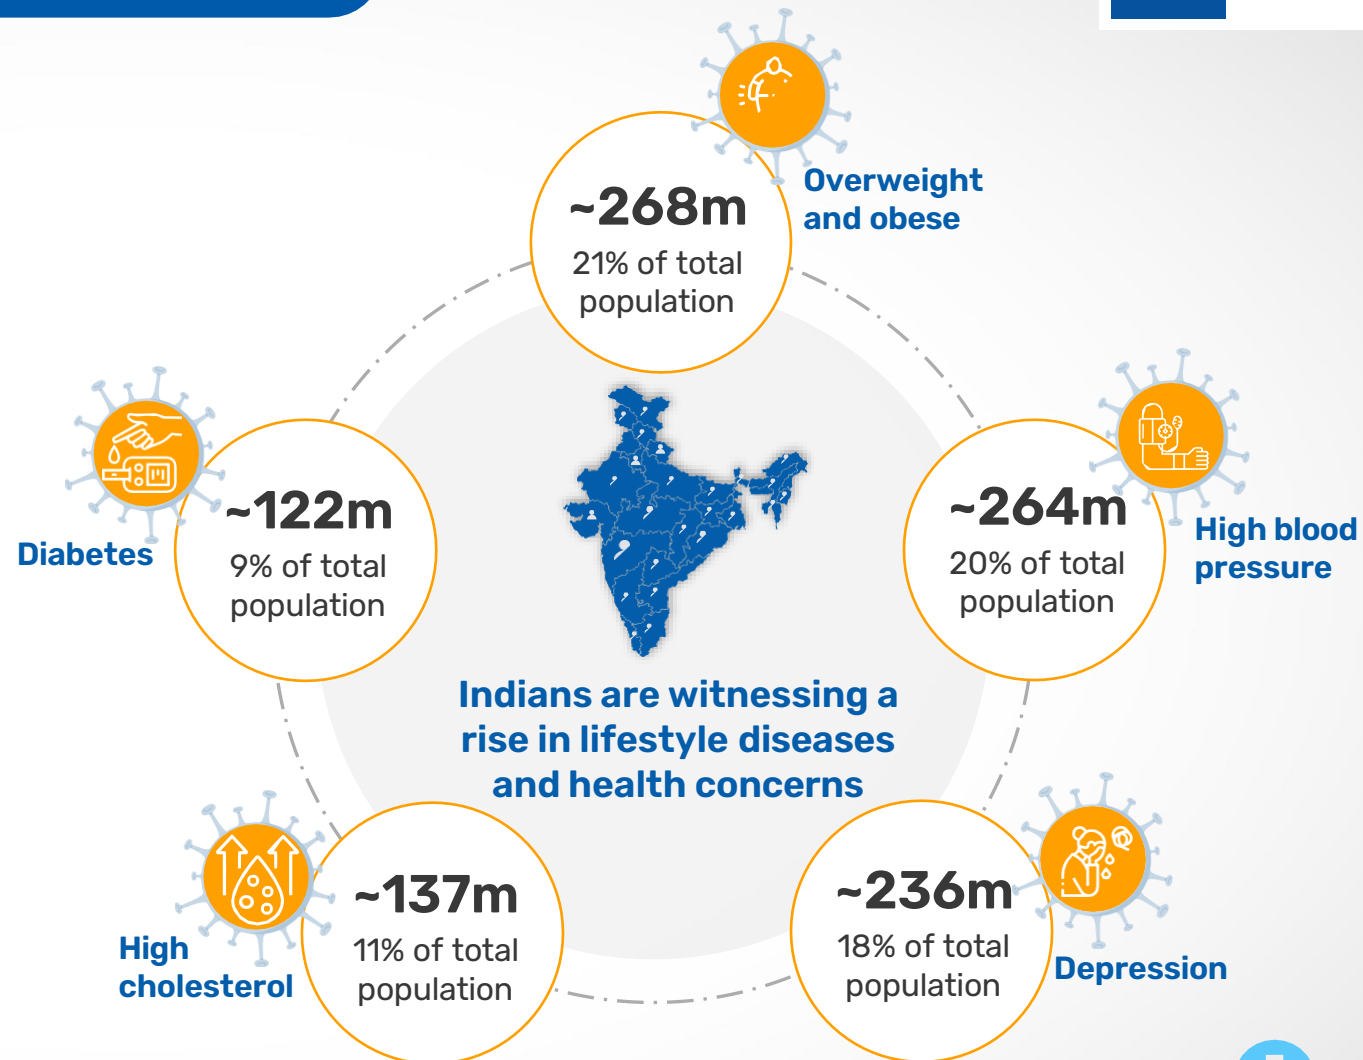 ~268m
21% of total
population
Overweight
and obese
~264m
20% of total
population
High blood
pressure
~236m
18% of total
population
Depression
~137m
11% of total
population
High
cholesterol
~122m
9% of total
population
Diabetes
Indians are witnessing a
rise in lifestyle diseases
and health concerns